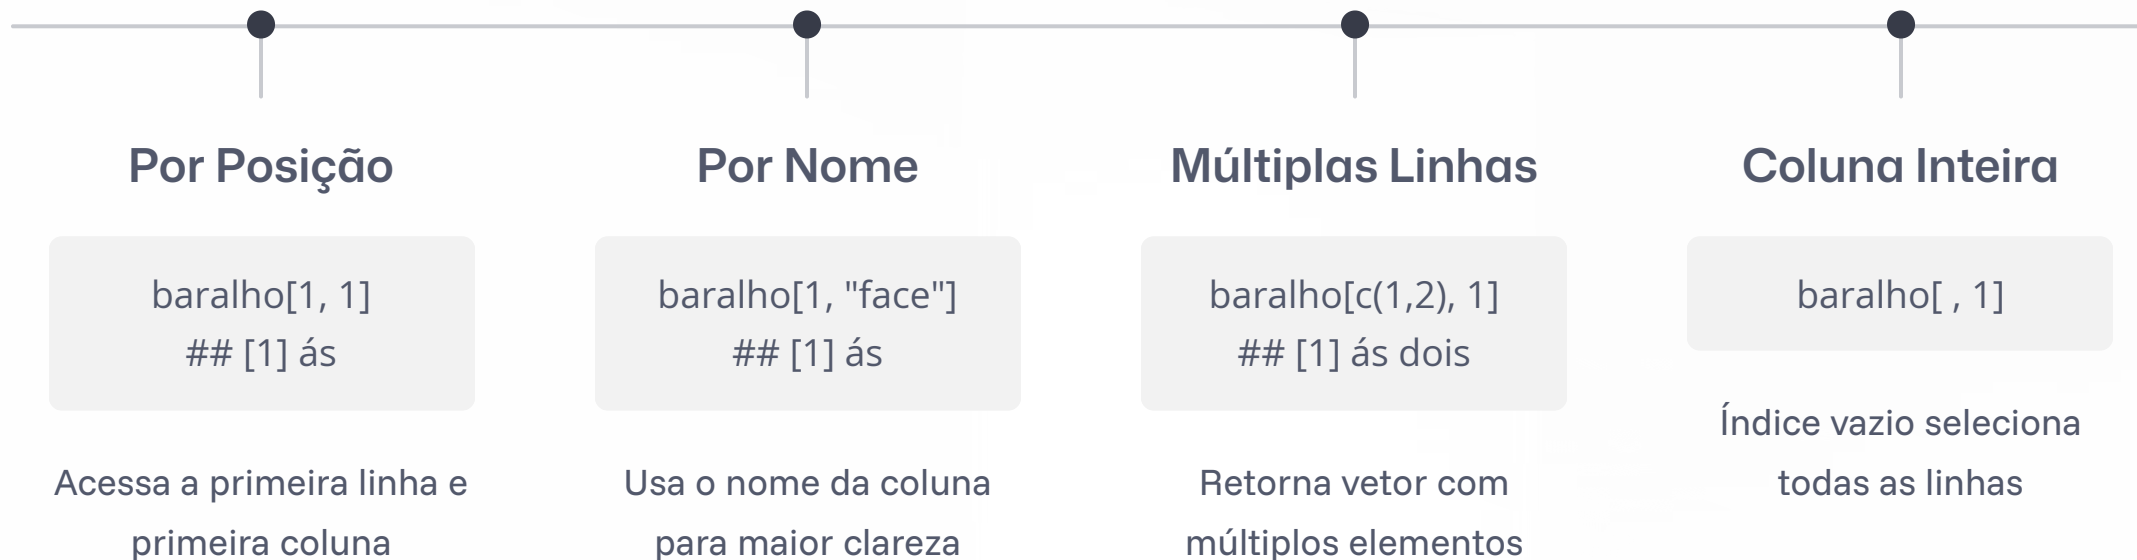 Por Posição
baralho[1, 1]
## [1] ás
Acessa a primeira linha e
primeira coluna
Por Nome
baralho[1, "face"]
## [1] ás
Usa o nome da coluna
para maior clareza
Múltiplas Linhas
baralho[c(1,2), 1]
## [1] ás dois
Retorna vetor com
múltiplos elementos
Coluna Inteira
baralho[ , 1]
Índice vazio seleciona
todas as linhas